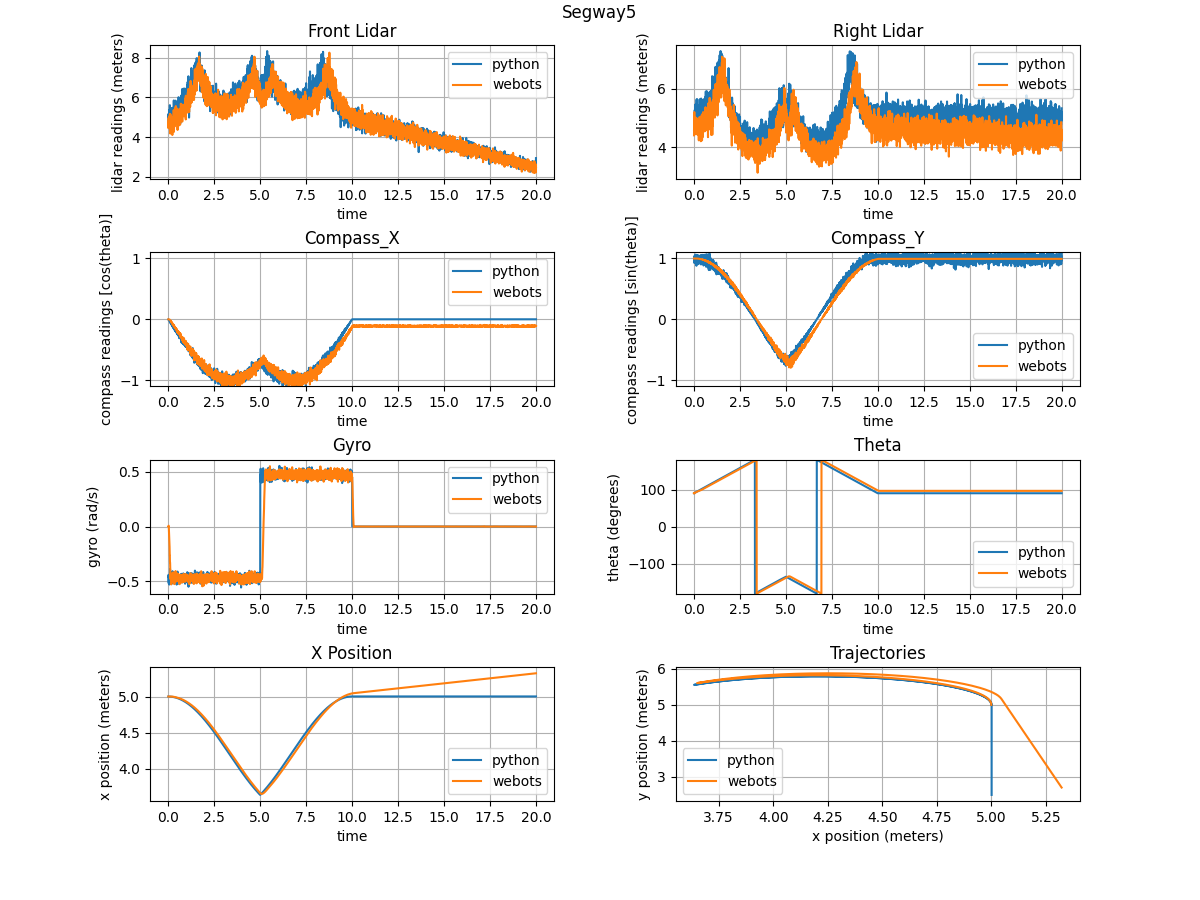 Segway5
Front Lidar
lidar readings (meters)
8
6
4
2
python
webots
0.0 2.5 5.0 7.5 10.0 12.5 15.0 17.5 20.0
time
Right Lidar
lidar readings (meters)
6
4
python
webots
0.0 2.5 5.0 7.5 10.0 12.5 15.0 17.5 20.0
time
Compass_X
compass readings [cos(theta)]
1
0
−1
python
webots
0.0 2.5 5.0 7.5 10.0 12.5 15.0 17.5 20.0
time
Compass_Y
compass readings [sin(theta)]
1
0
−1
python
webots
0.0 2.5 5.0 7.5 10.0 12.5 15.0 17.5 20.0
time
Gyro
gyro (rad/s)
0.5
0.0
−0.5
python
webots
0.0 2.5 5.0 7.5 10.0 12.5 15.0 17.5 20.0
time
Theta
theta (degrees)
100
0
−100
python
webots
0.0 2.5 5.0 7.5 10.0 12.5 15.0 17.5 20.0
time
X Position
x position (meters)
5.0
4.5
4.0
python
webots
0.0 2.5 5.0 7.5 10.0 12.5 15.0 17.5 20.0
time
Trajectories
y position (meters)
6
5
4
3
python
webots
3.75 4.00 4.25 4.50 4.75 5.00 5.25
x position (meters)